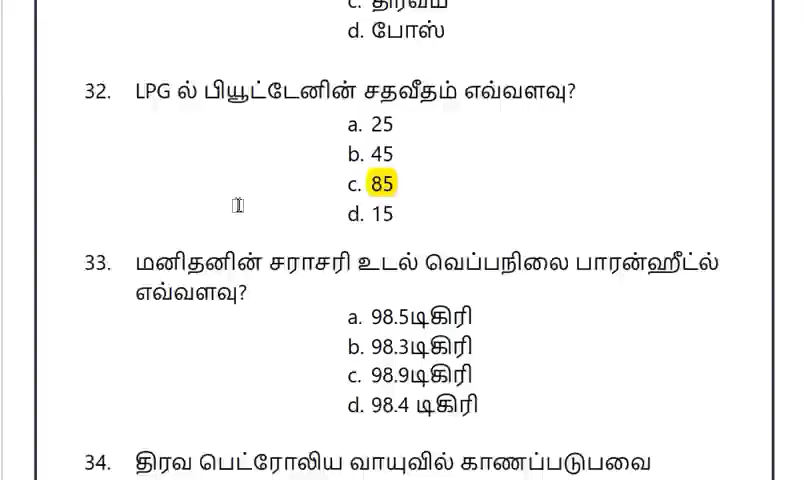 d. போஸ்
32. LPG ல் பியூட்டேனின் சதவீதம் எவ்வளவு?
a. 25
b. 45
c. 85
d. 15
33. மனிதனின் சராசரி உடல் வெப்பநிலை பாரன்ஹீட்ல்
எவ்வளவு?
a. 98.5டிகிரி
b. 98.3டிகிரி
c. 98.9டிகிரி
d. 98.4 டிகிரி
34. திரவ பெட்ரோலிய வாயுவில் காணப்படுபவை